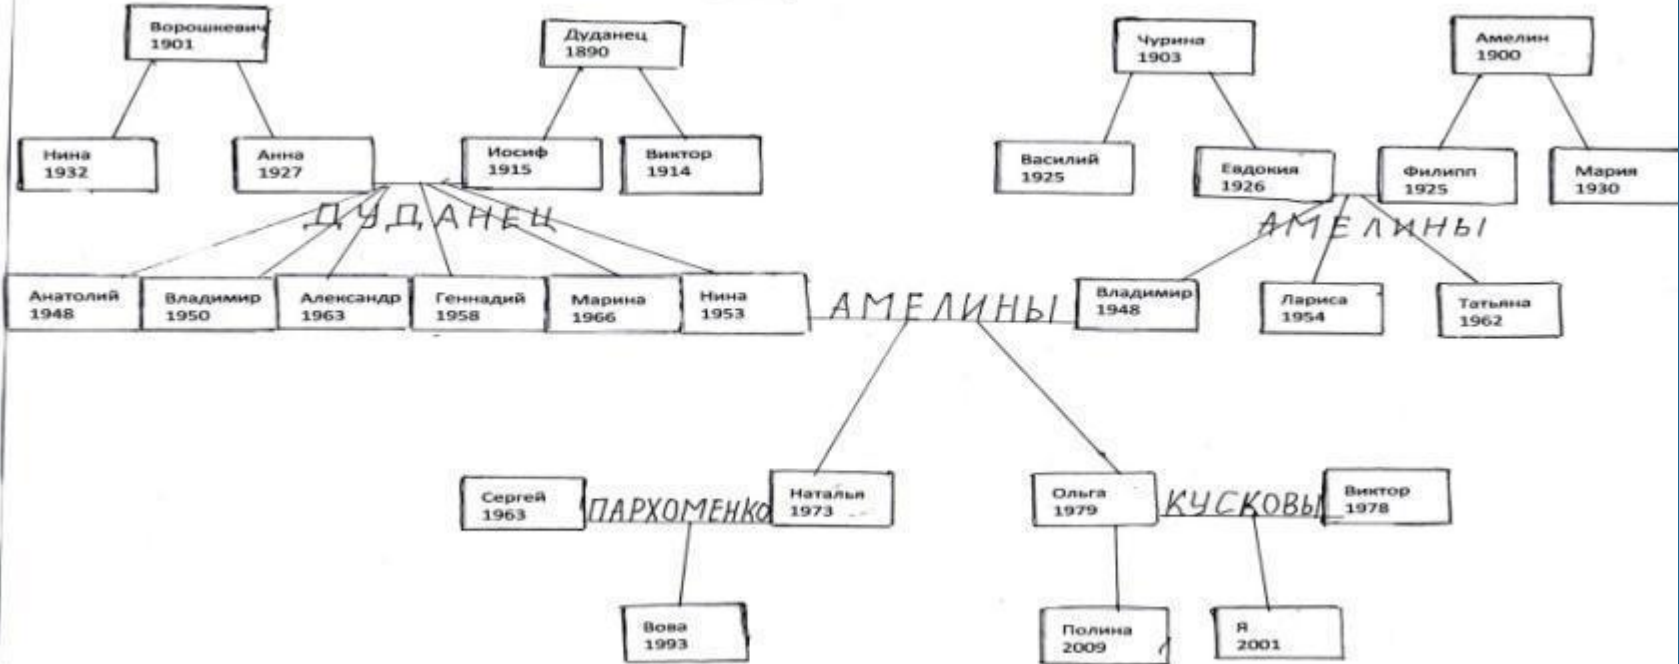 Ворошкевич
1901
Дуданец
1890
Чурина
1903
Амелин
1900
Нина
1932
Анна
1927
Иосиф
1915
Виктор
1914
Василий
1925
Евдокия
1926
Филипп
1925
Мария
1930
ДУДАНЕЦ
АМЕЛИНЫ
Анатолий
1948
Владимир
1950
Александр
1963
Геннадий
1958
Марина
1966
Нина
1953
АМЕЛИНЫ
Владимир
1948
Лариса
1954
Татьяна
1962
Сергей
1963
ПАРХОМЕНКО
Наталья
1973
Ольга
1979
КУСКОВЫ
Виктор
1978
Вова
1993
Полина
2009
Я
2001